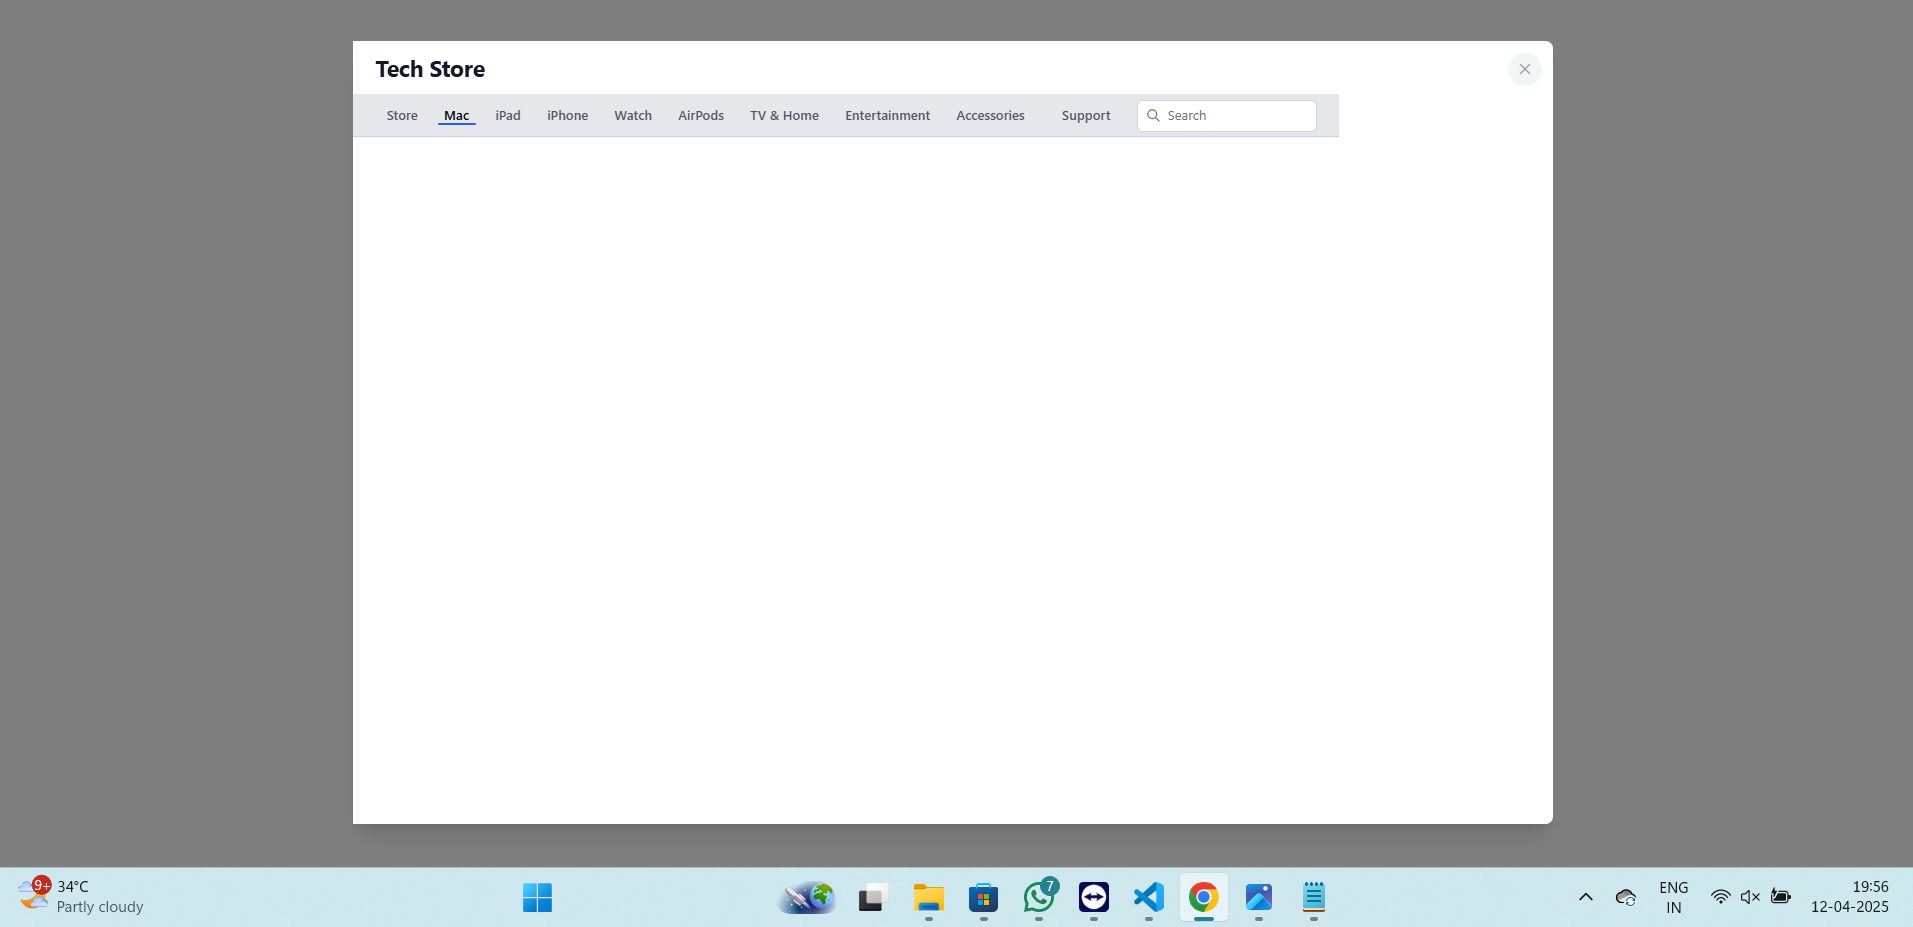 Tech Store
Store Mac iPad iPhone Watch AirPods TV & Home Entertainment Accessories Support Search
9+ 34°C
Partly cloudy
7
ENG
IN
19:56
12-04-2025